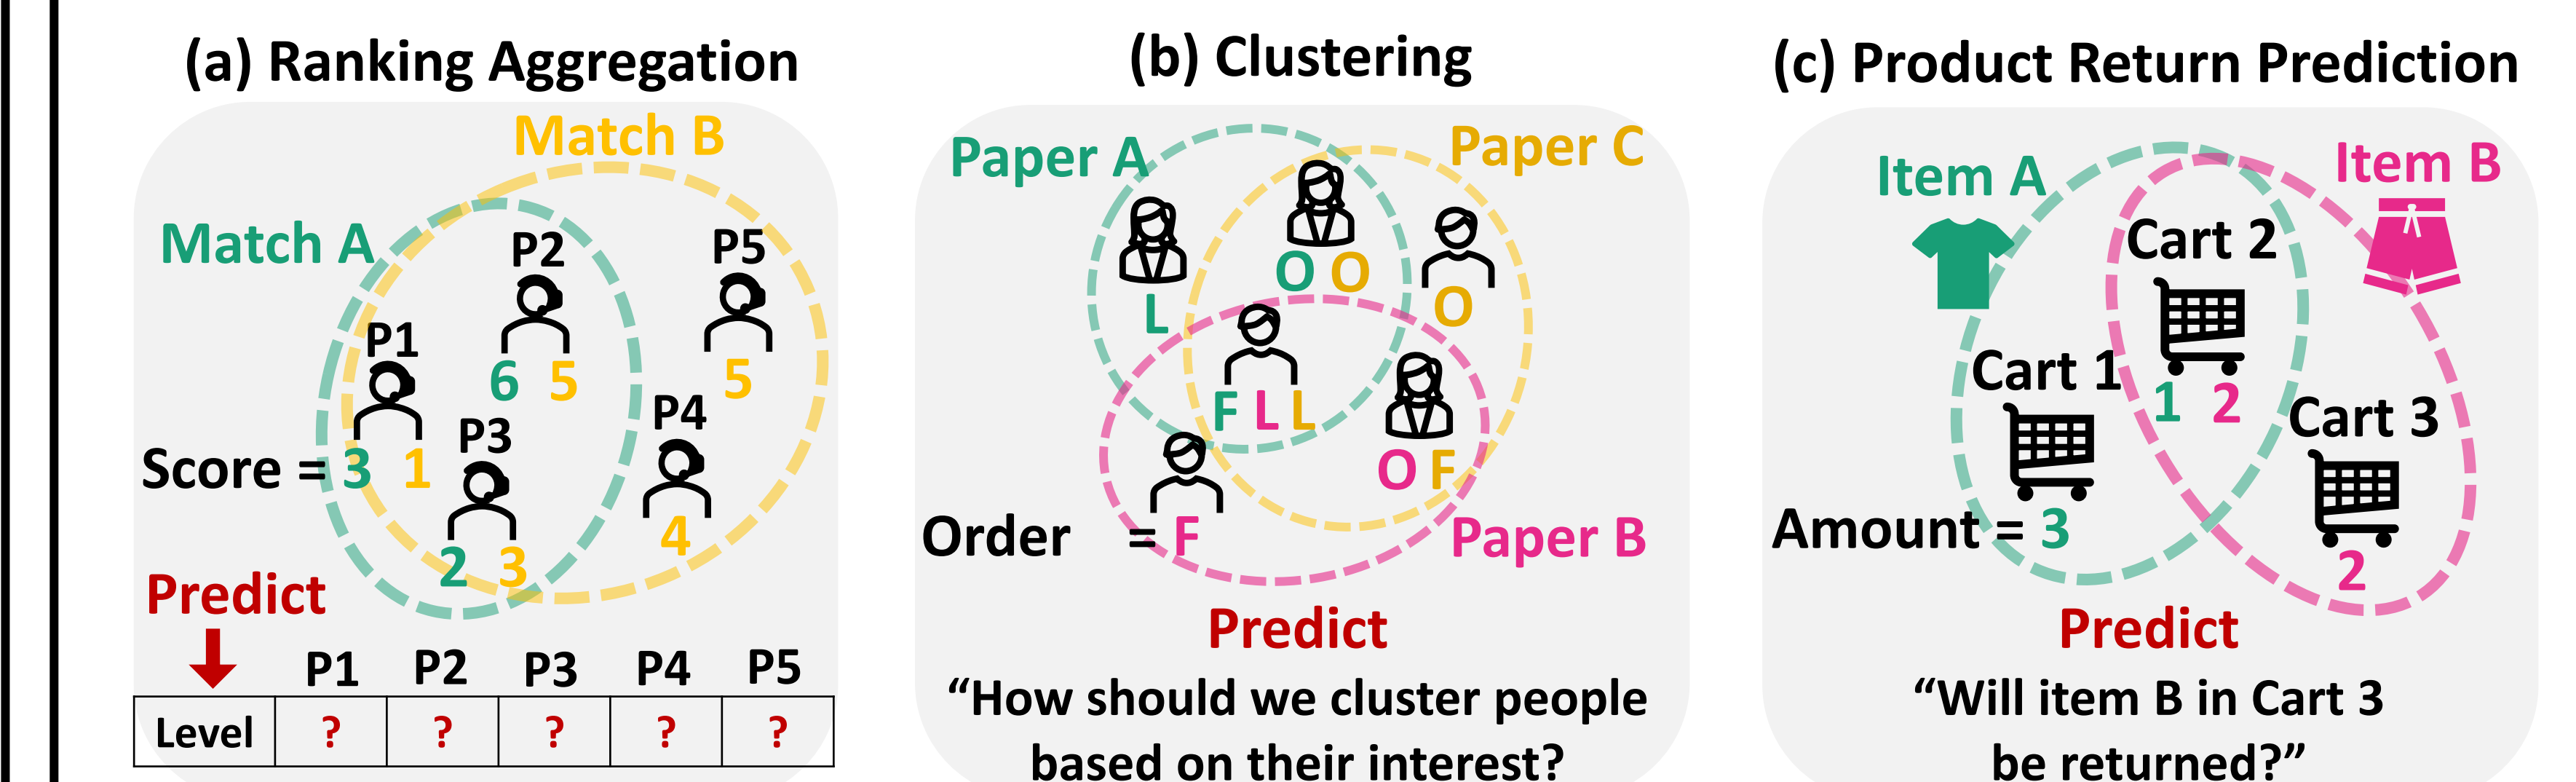 (a) Ranking Aggregation
Match B
Match A
P2
P5
P1
6 5
5
P3
P4
Score = 3 1
2 3
4
Predict
P1 P2 P3 P4 P5
Level ? ? ? ? ?
(b) Clustering
Paper A
Paper C
O O
L
O
F L L
O F
Order = F
Paper B
Predict
“How should we cluster people
based on their interest?
(c) Product Return Prediction
Item A
Item B
Cart 2
Cart 1
1 2
Cart 3
Amount = 3
2
Predict
“Will item B in Cart 3
be returned?”